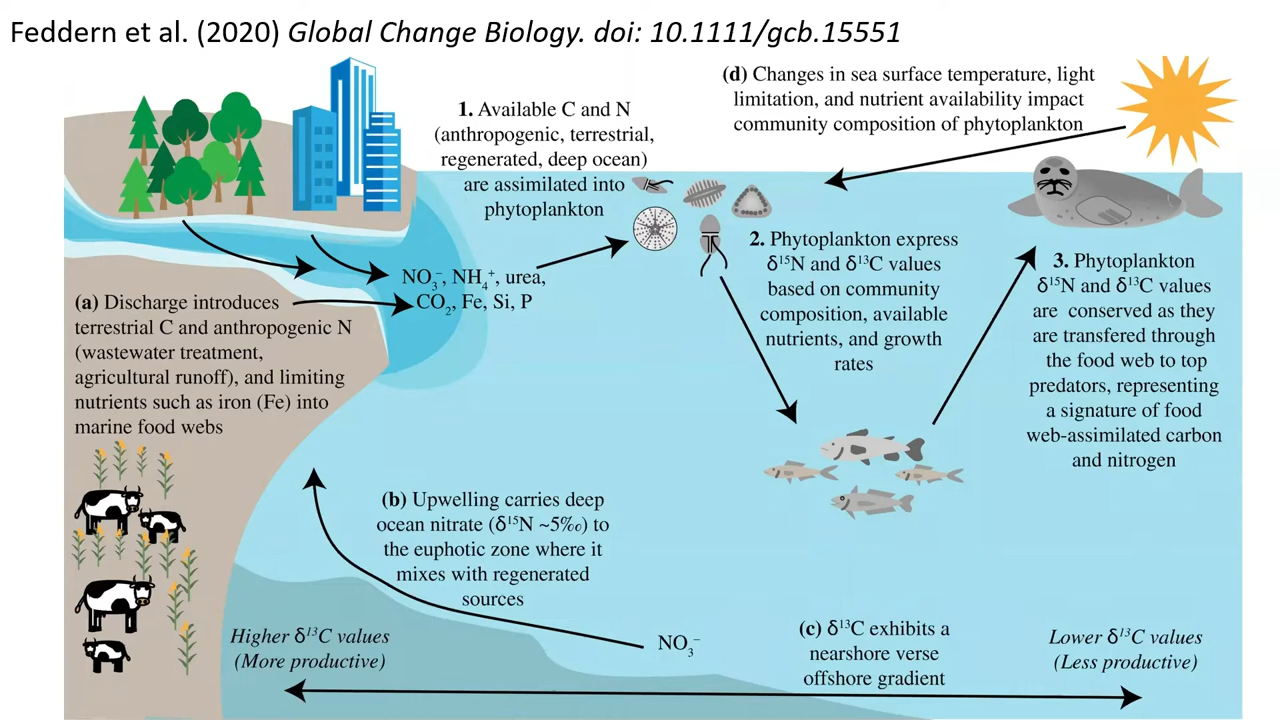 Feddern et al. (2020) Global Change Biology. doi: 10.1111/gcb.15551
(d) Changes in sea surface temperature, light
limitation, and nutrient availability impact
community composition of phytoplankton
1. Available C and N
(anthropogenic, terrestrial,
regenerated, deep ocean)
are assimilated into
phytoplankton
NO₃⁻, NH₄⁺, urea,
CO₂, Fe, Si, P
2. Phytoplankton express
δ¹⁵N and δ¹³C values
based on community
composition, available
nutrients, and growth
rates
3. Phytoplankton
δ¹⁵N and δ¹³C values
are conserved as they
are transfered through
the food web to top
predators, representing
a signature of food
web-assimilated carbon
and nitrogen
(a) Discharge introduces
terrestrial C and anthropogenic N
(wastewater treatment,
agricultural runoff), and limiting
nutrients such as iron (Fe) into
marine food webs
(b) Upwelling carries deep
ocean nitrate (δ¹⁵N ~5‰) to
the euphotic zone where it
mixes with regenerated
sources
NO₃⁻
(c) δ¹³C exhibits a
nearshore verse
offshore gradient
Higher δ¹³C values
(More productive)
Lower δ¹³C values
(Less productive)